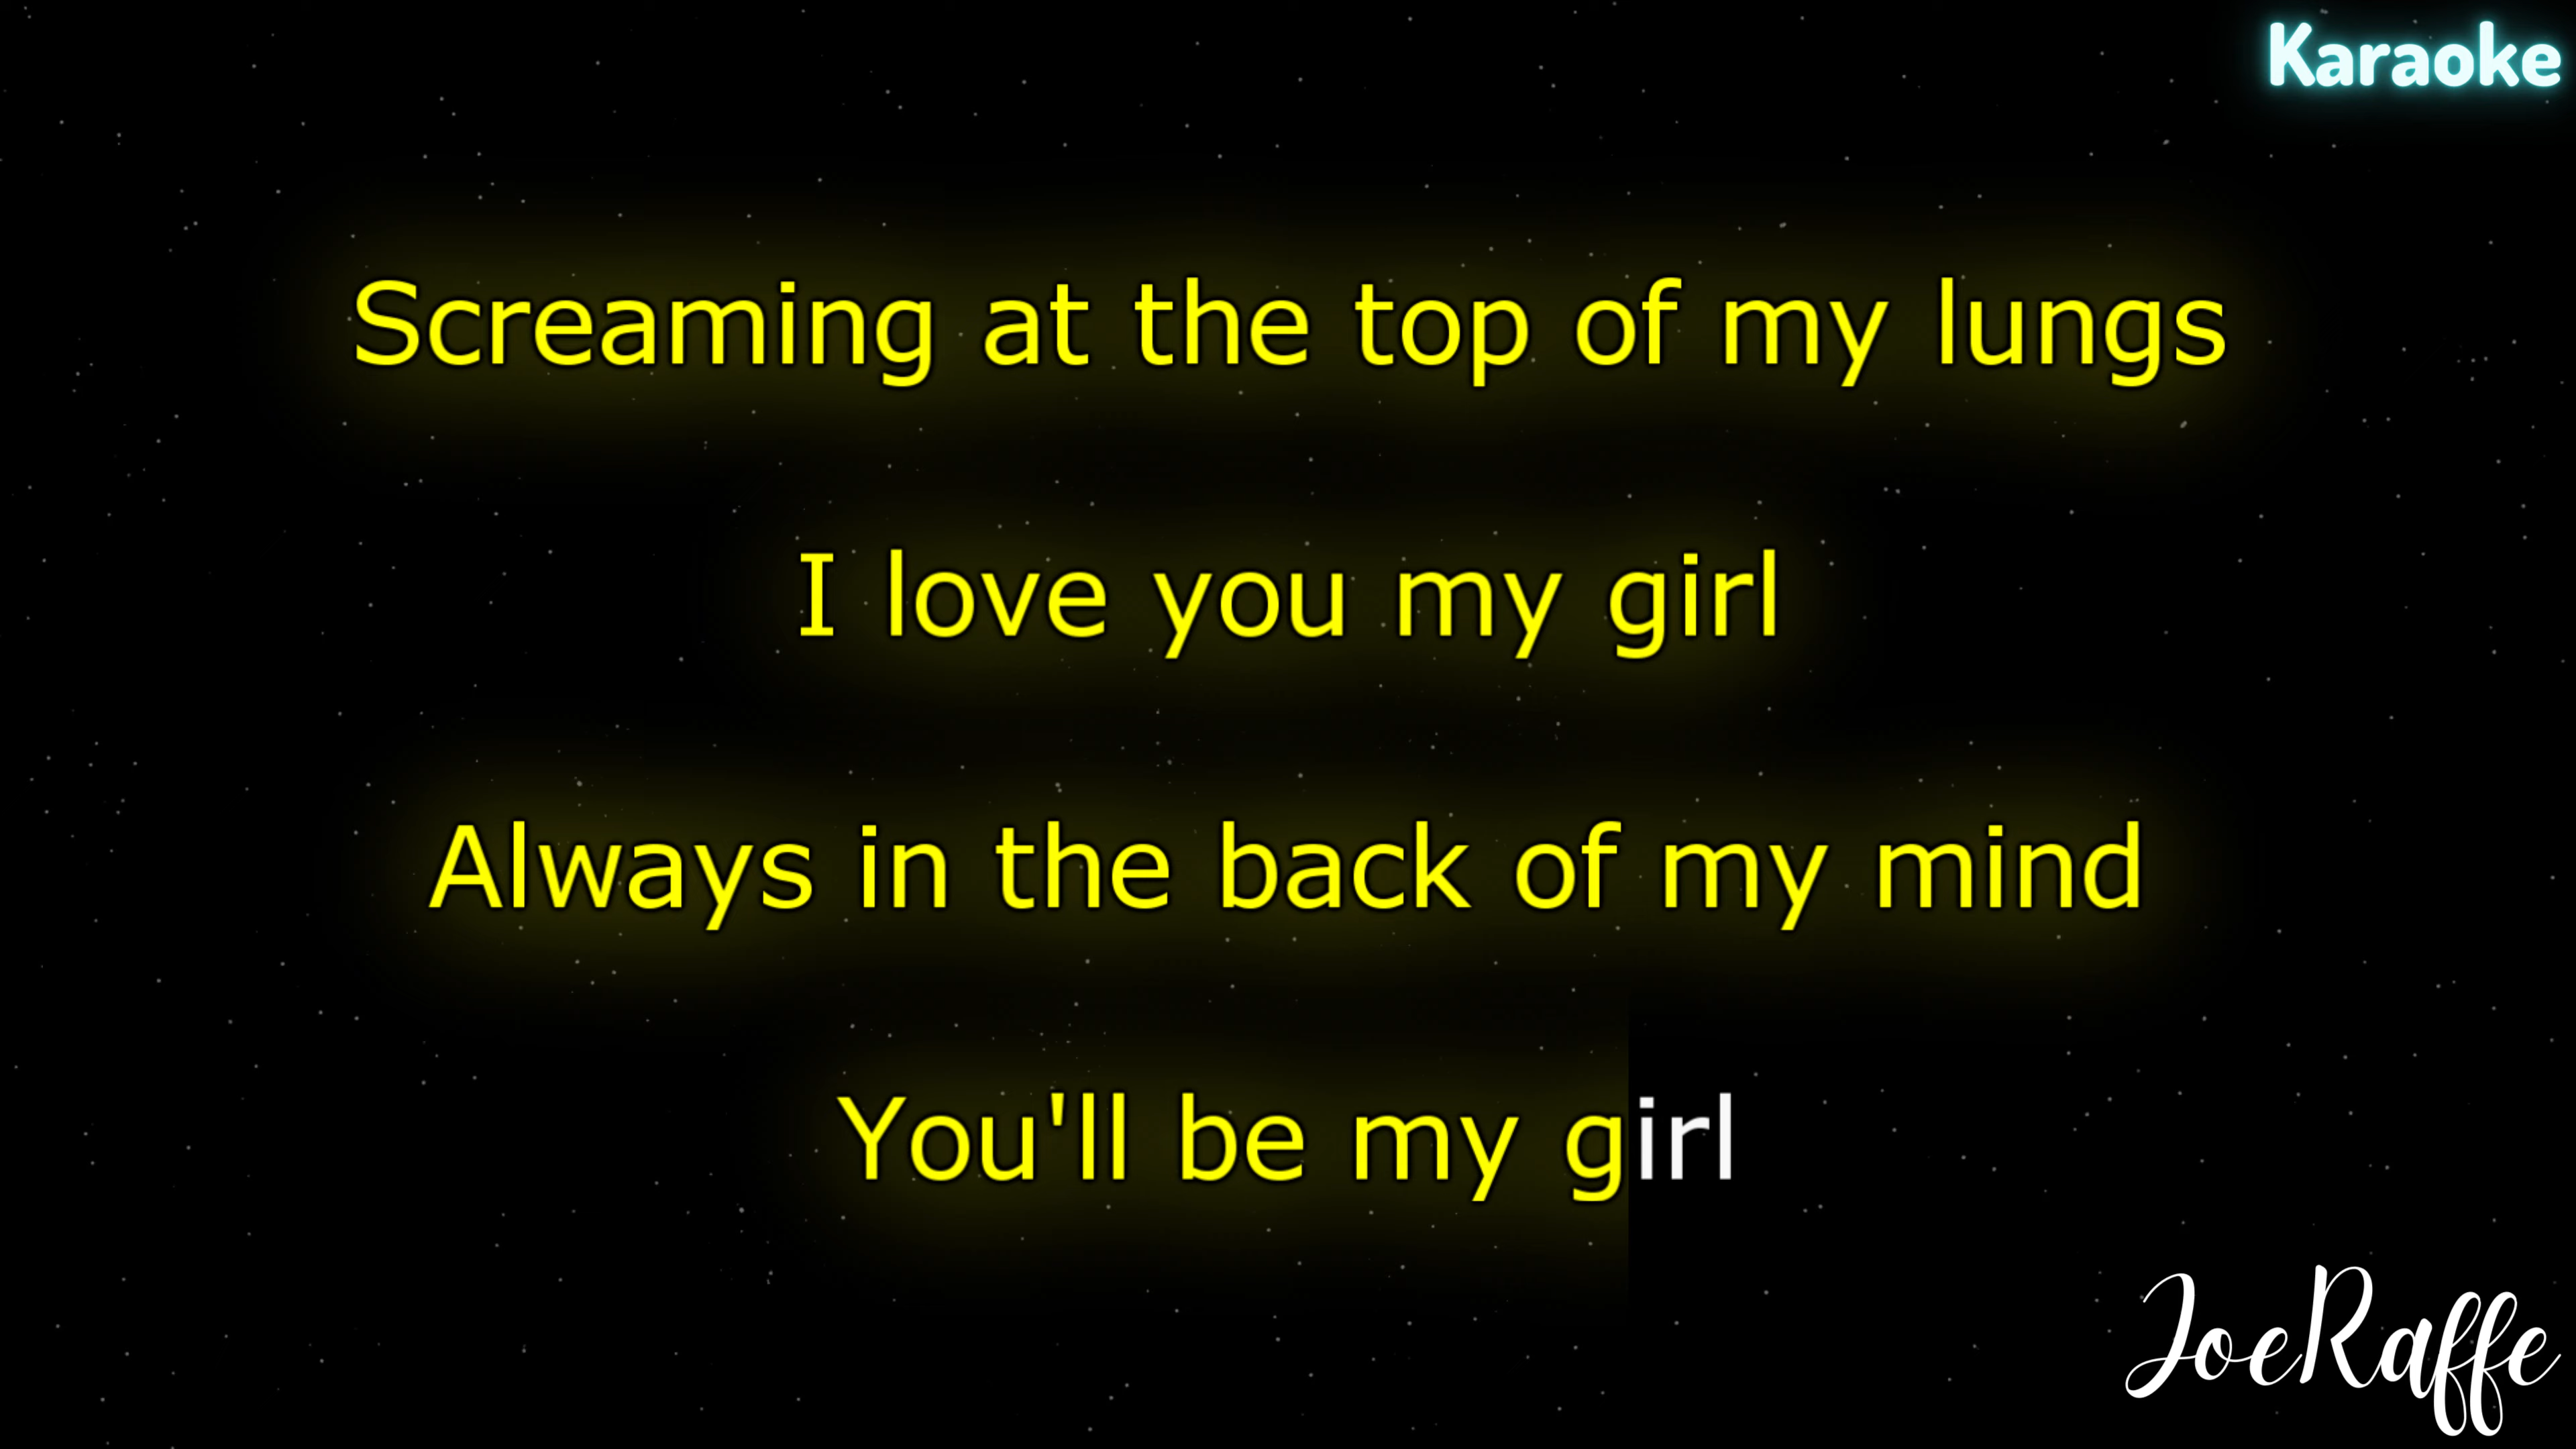 Karaoke
Screaming at the top of my lungs
I love you my girl
Always in the back of my mind
You'll be my girl
JoeRaffe